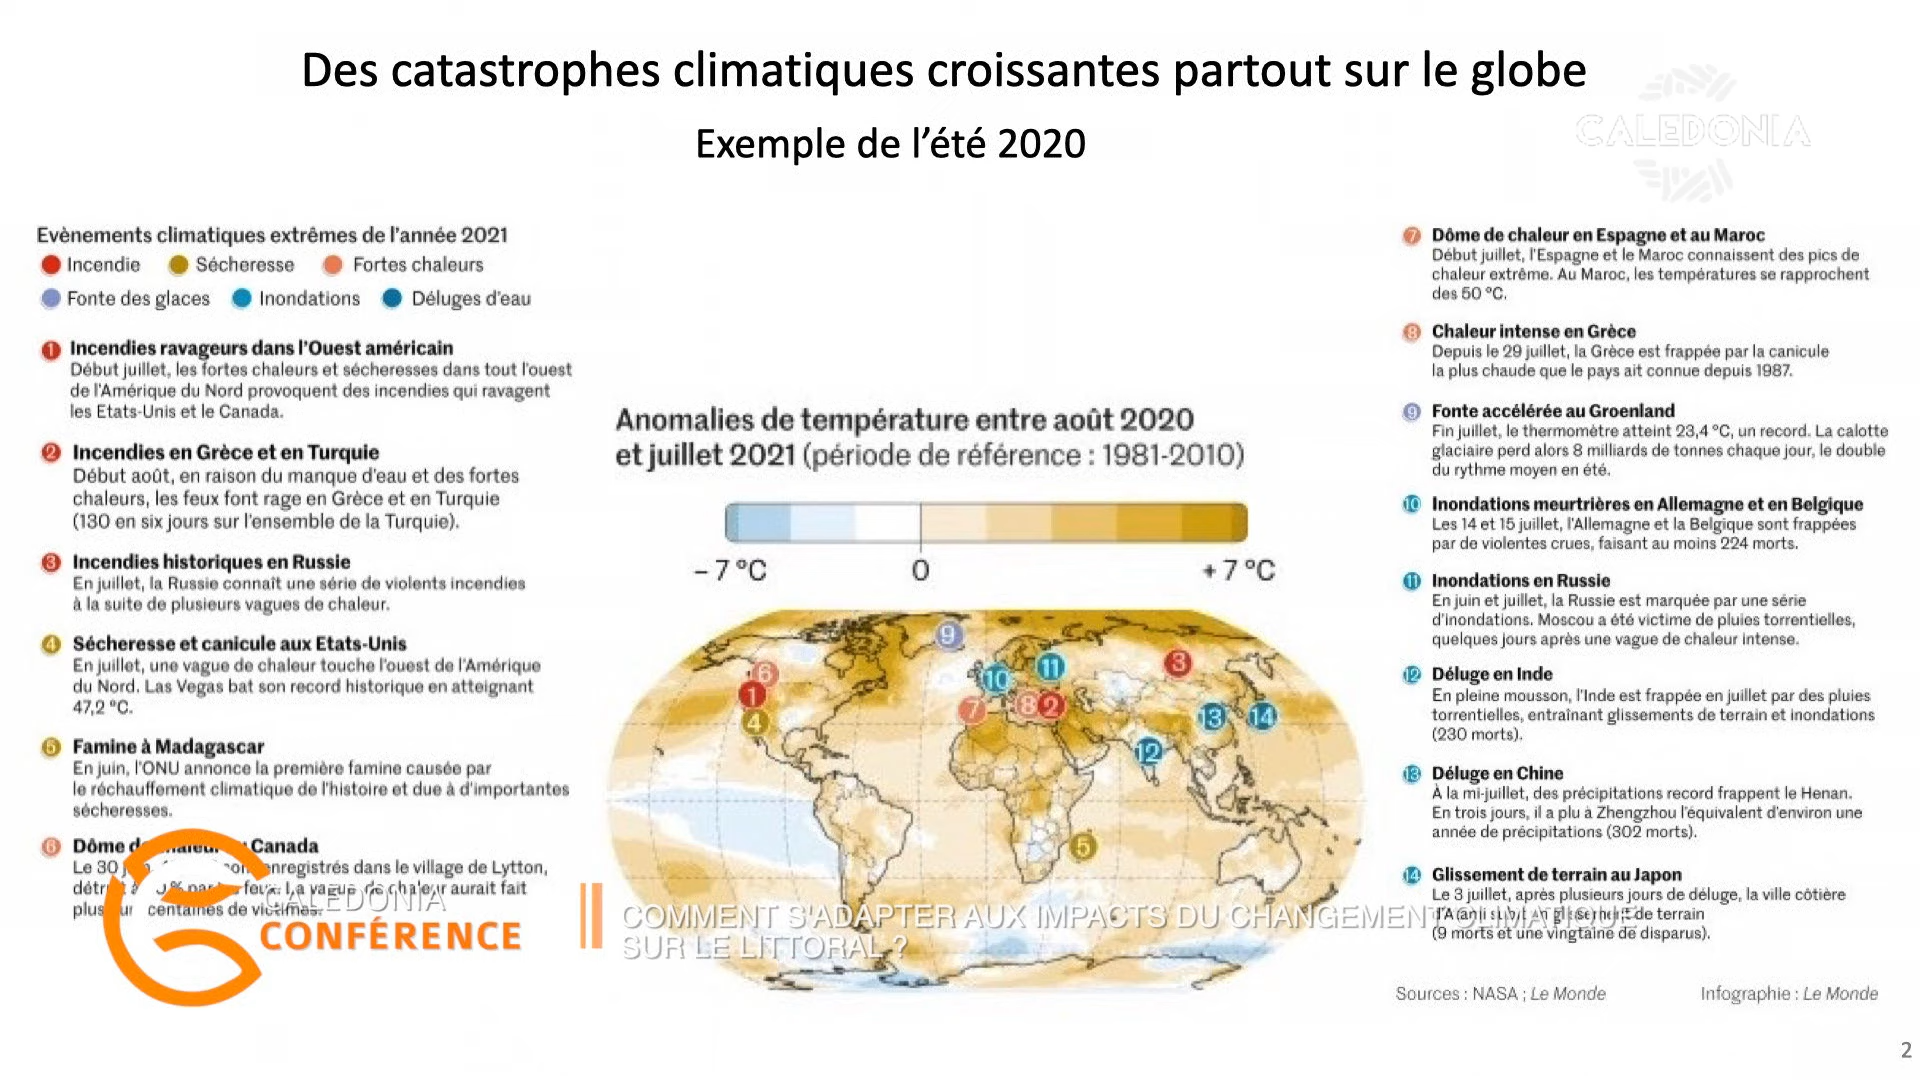 Des catastrophes climatiques croissantes partout sur le globe
Exemple de l'été 2020
CALEDONIA
Evènements climatiques extrêmes de l'année 2021
Incendie Sécheresse Fortes chaleurs
Fonte des glaces Inondations Déluges d'eau
1 Incendies ravageurs dans l'Ouest américain
Début juillet, les fortes chaleurs et sécheresses dans tout l'ouest
de l'Amérique du Nord provoquent des incendies qui ravagent
les Etats-Unis et le Canada.
2 Incendies en Grèce et en Turquie
Début août, en raison du manque d'eau et des fortes
chaleurs, les feux font rage en Grèce et en Turquie
(130 en six jours sur l'ensemble de la Turquie).
3 Incendies historiques en Russie
En juillet, la Russie connaît une série de violents incendies
à la suite de plusieurs vagues de chaleur.
4 Sécheresse et canicule aux Etats-Unis
En juillet, une vague de chaleur touche l'ouest de l'Amérique
du Nord. Las Vegas bat son record historique en atteignant
47,2 °C.
5 Famine à Madagascar
En juin, l'ONU annonce la première famine causée par
le réchauffement climatique de l'histoire et due à d'importantes
sécheresses.
6 Dôme de chaleur Canada
Le 30 enregistrés dans le village de Lytton,
feux. La vague de chaleur aurait fait
centaines de victimes.
Anomalies de température entre août 2020
et juillet 2021 (période de référence : 1981-2010)
– 7 °C 0 + 7 °C
9
6
11
3
10
1
7
8
2
4
13
14
12
5
7 Dôme de chaleur en Espagne et au Maroc
Début juillet, l'Espagne et le Maroc connaissent des pics de
chaleur extrême. Au Maroc, les températures se rapprochent
des 50 °C.
8 Chaleur intense en Grèce
Depuis le 29 juillet, la Grèce est frappée par la canicule
la plus chaude que le pays ait connue depuis 1987.
9 Fonte accélérée au Groenland
Fin juillet, le thermomètre atteint 23,4 °C, un record. La calotte
glaciaire perd alors 8 milliards de tonnes chaque jour, le double
du rythme moyen en été.
10 Inondations meurtrières en Allemagne et en Belgique
Les 14 et 15 juillet, l'Allemagne et la Belgique sont frappées
par de violentes crues, faisant au moins 224 morts.
11 Inondations en Russie
En juin et juillet, la Russie est marquée par une série
d'inondations. Moscou a été victime de pluies torrentielles,
quelques jours après une vague de chaleur intense.
12 Déluge en Inde
En pleine mousson, l'Inde est frappée en juillet par des pluies
torrentielles, entraînant glissements de terrain et inondations
(230 morts).
13 Déluge en Chine
À la mi-juillet, des précipitations record frappent le Henan.
En trois jours, il a plu à Zhengzhou l'équivalent d'environ une
année de précipitations (302 morts).
14 Glissement de terrain au Japon
Le 3 juillet, après plusieurs jours de déluge, la ville côtière
d'Atami subit un glissement de terrain
(9 morts et une vingtaine de disparus).
Sources : NASA ; Le Monde Infographie : Le Monde
CALEDONIA
CONFÉRENCE
COMMENT S'ADAPTER AUX IMPACTS DU CHANGEMENT CLIMATIQUE
SUR LE LITTORAL ?
2